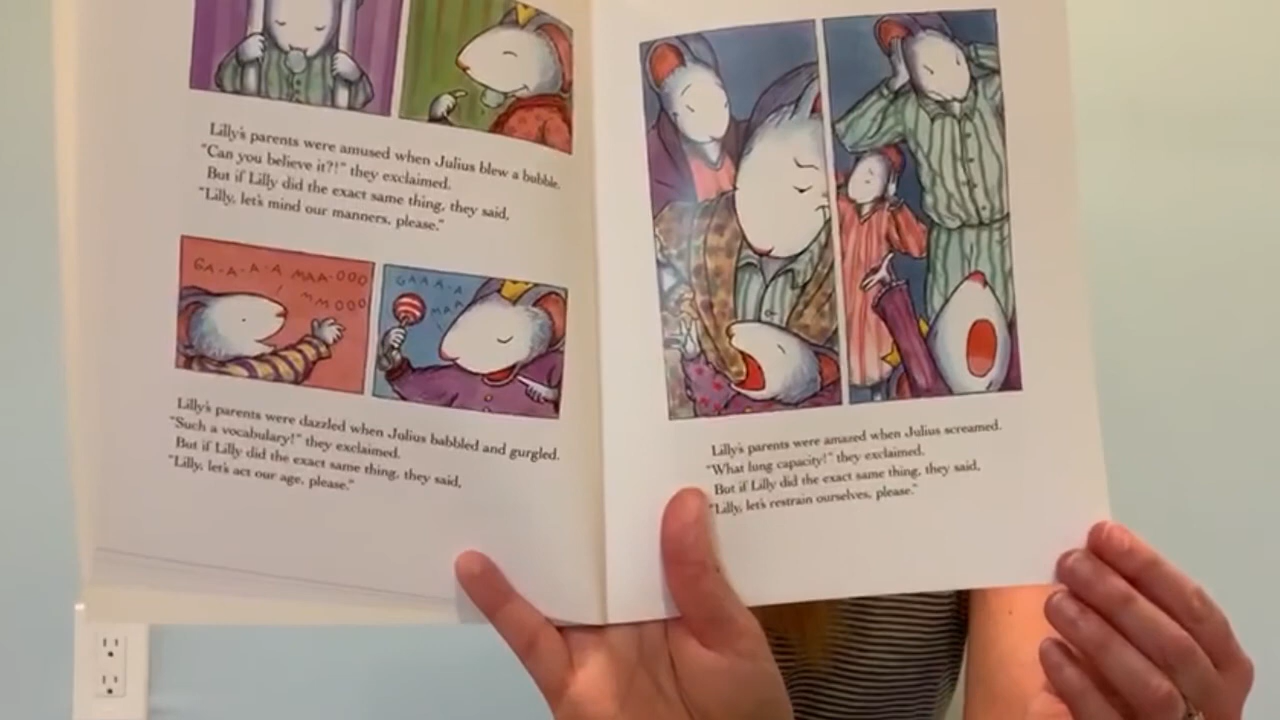 Lilly's parents were amused when Julius blew a bubble.
"Can you believe it?!" they exclaimed.
But if Lilly did the exact same thing, they said,
"Lilly, let's mind our manners, please."
GA-A-A-A MAA-OOO
MMOOO
GAAA-A
MAA
Lilly's parents were dazzled when Julius babbled and gurgled.
"Such a vocabulary!" they exclaimed.
But if Lilly did the exact same thing, they said,
"Lilly, let's act our age, please."
Lilly's parents were amazed when Julius screamed.
"What lung capacity!" they exclaimed.
But if Lilly did the exact same thing, they said,
"Lilly, let's restrain ourselves, please."